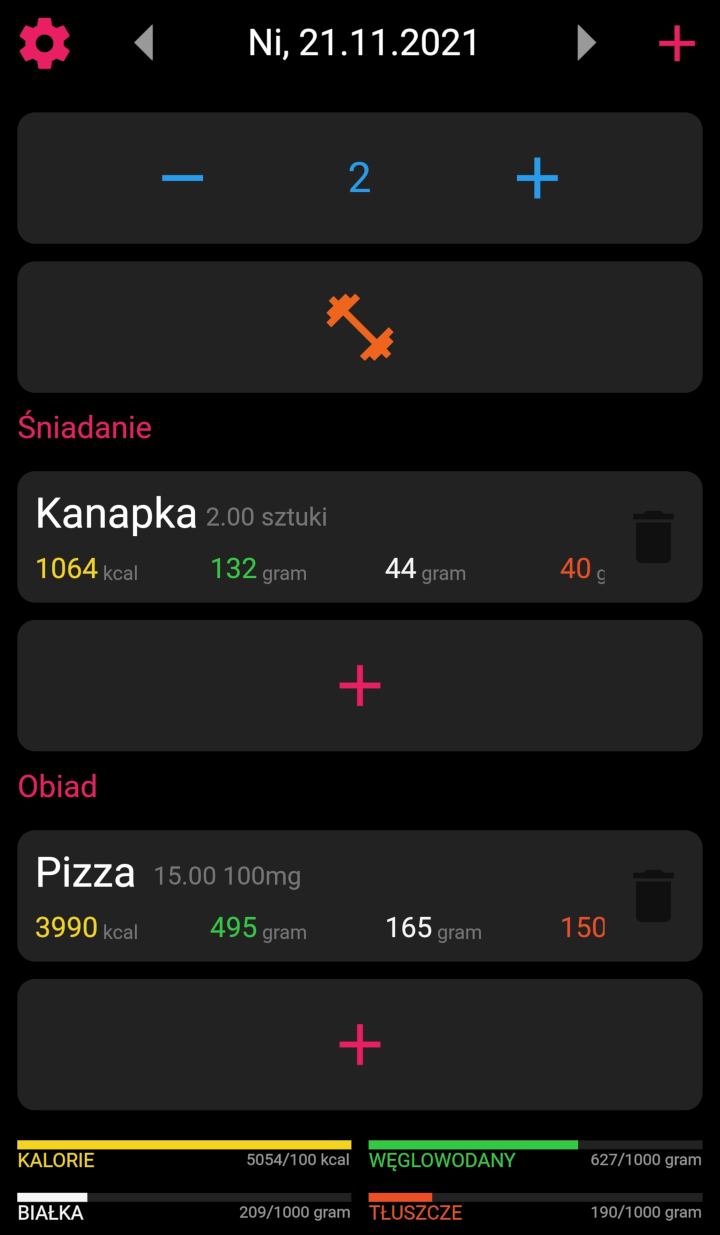 Ni, 21.11.2021
2
Śniadanie
Kanapka 2.00 sztuki
1064 kcal 132 gram 44 gram 40 g
Obiad
Pizza 15.00 100mg
3990 kcal 495 gram 165 gram 150
KALORIE 5054/100 kcal WĘGLOWODANY 627/1000 gram
BIAŁKA 209/1000 gram TŁUSZCZE 190/1000 gram